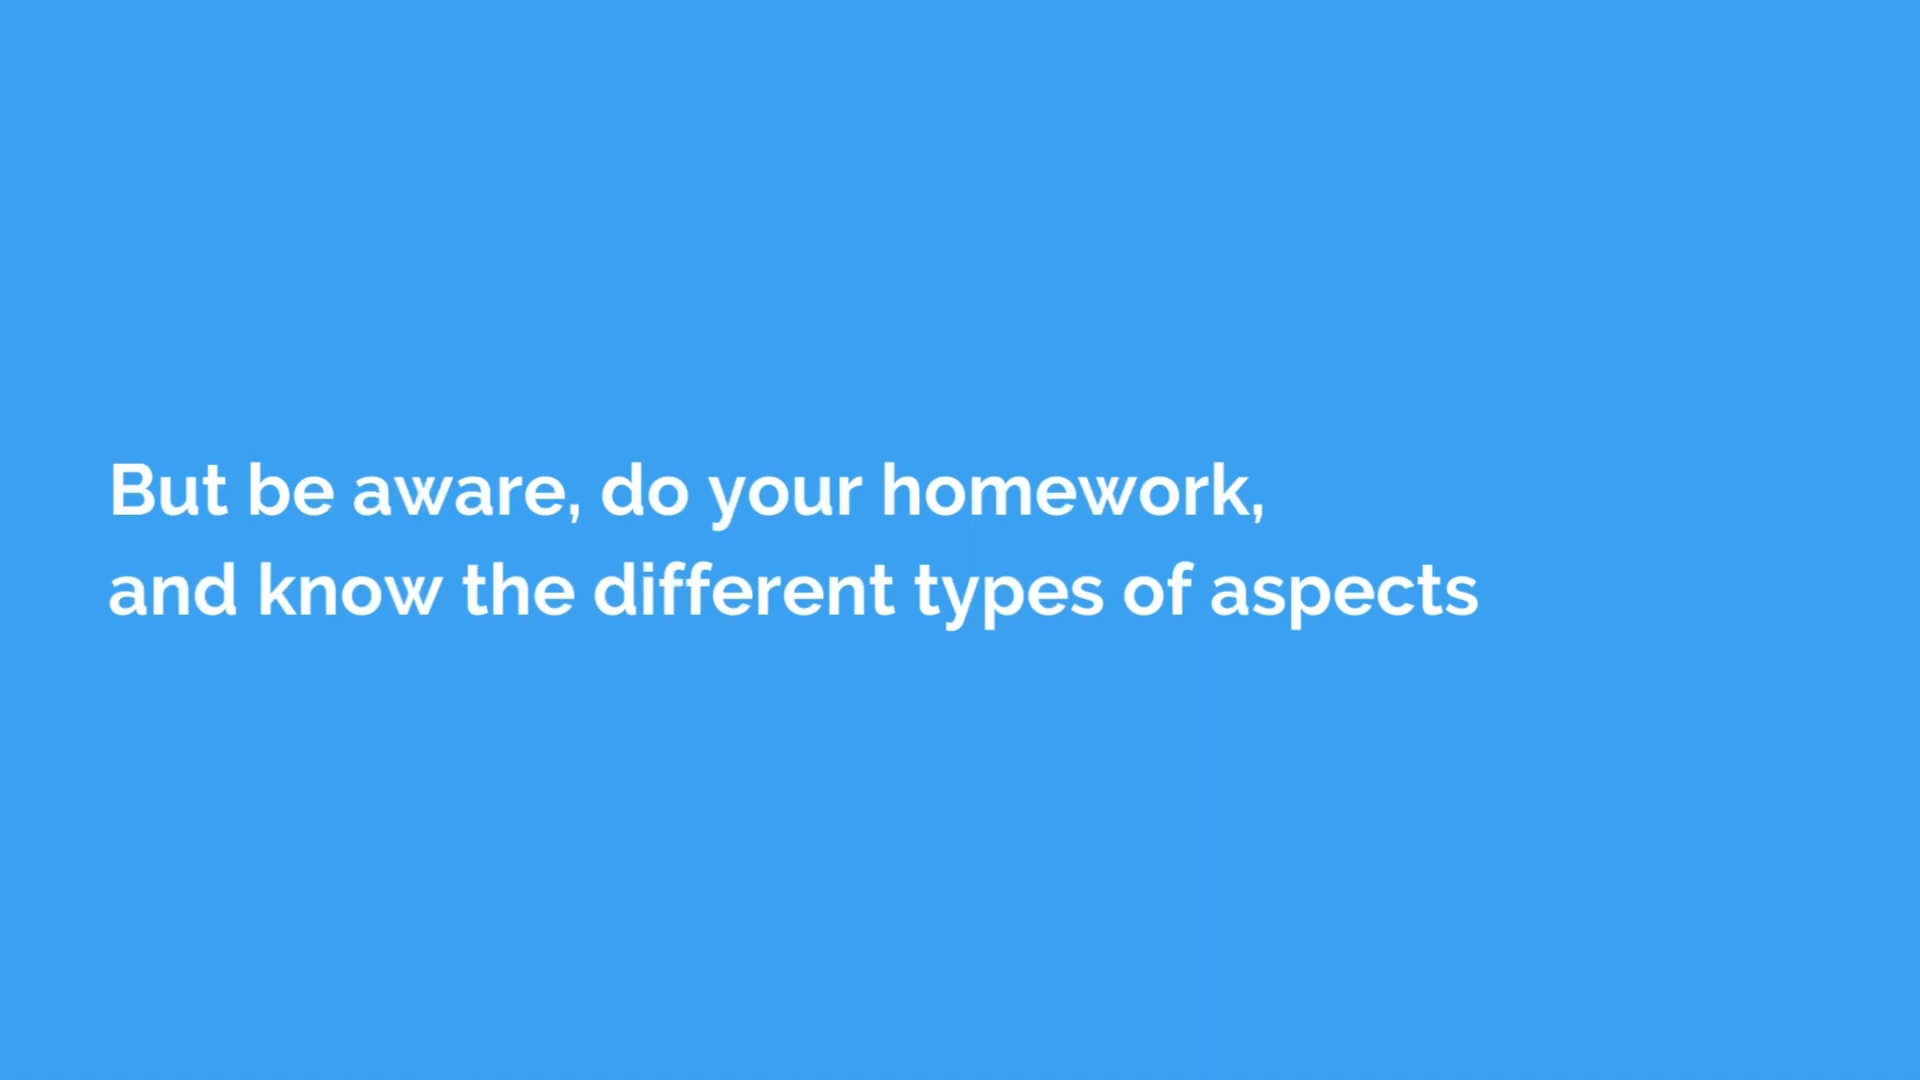 But be aware, do your homework,
and know the different types of aspects